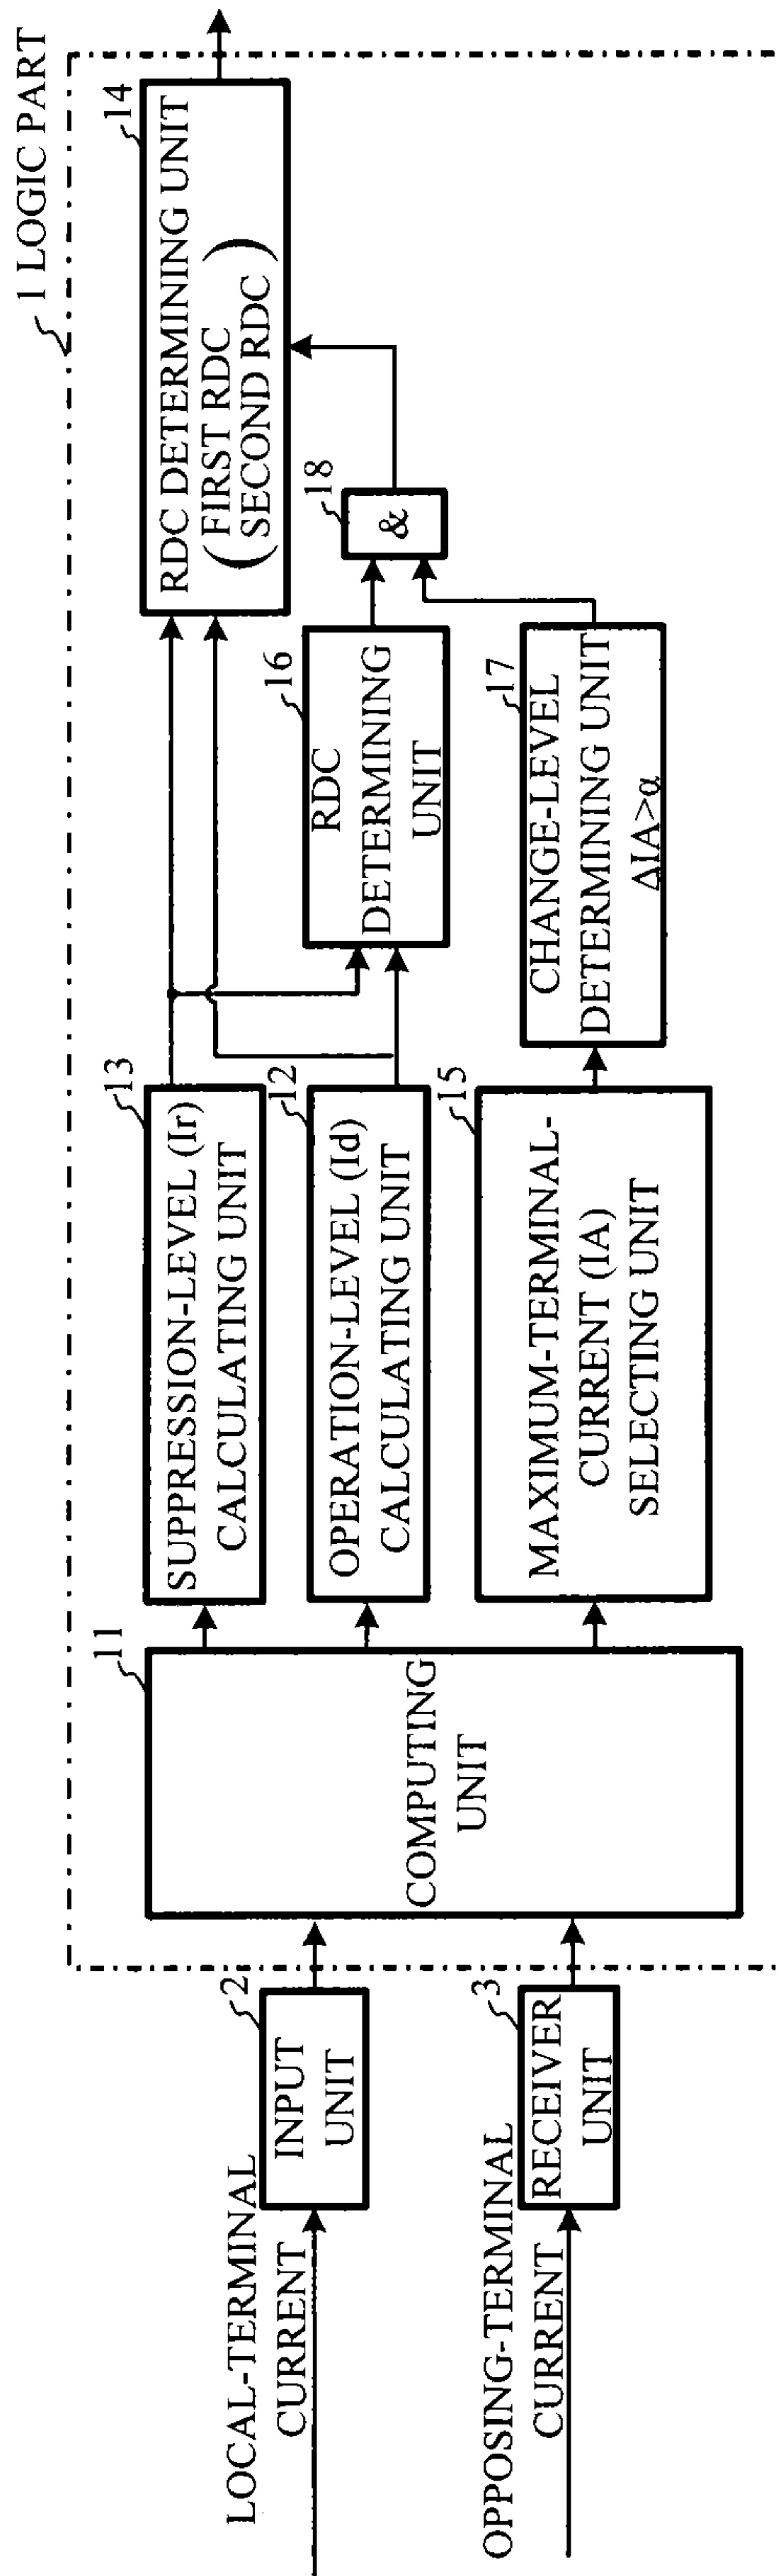 1 LOGIC PART
LOCAL-TERMINAL
CURRENT
2
INPUT
UNIT
OPPOSING-TERMINAL
CURRENT
3
RECEIVER
UNIT
11
COMPUTING
UNIT
13
SUPPRESSION-LEVEL (Ir)
CALCULATING UNIT
12
OPERATION-LEVEL (Id)
CALCULATING UNIT
15
MAXIMUM-TERMINAL-
CURRENT (IA)
SELECTING UNIT
16
RDC
DETERMINING
UNIT
17
CHANGE-LEVEL
DETERMINING UNIT
ΔIA>α
18
&
14
RDC DETERMINING UNIT
(FIRST RDC
SECOND RDC)